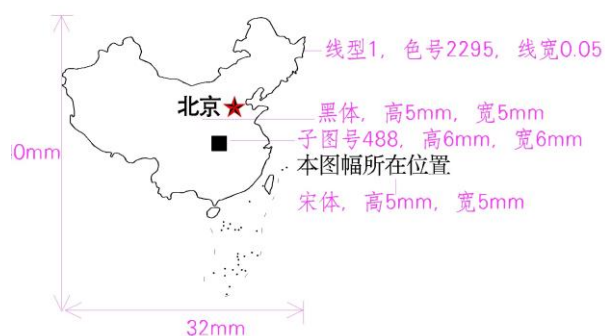 线型1, 色号2295, 线宽0.05
北京
黑体, 高5mm, 宽5mm
子图号488, 高6mm, 宽6mm
0mm
本图幅所在位置
宋体, 高5mm, 宽5mm
32mm